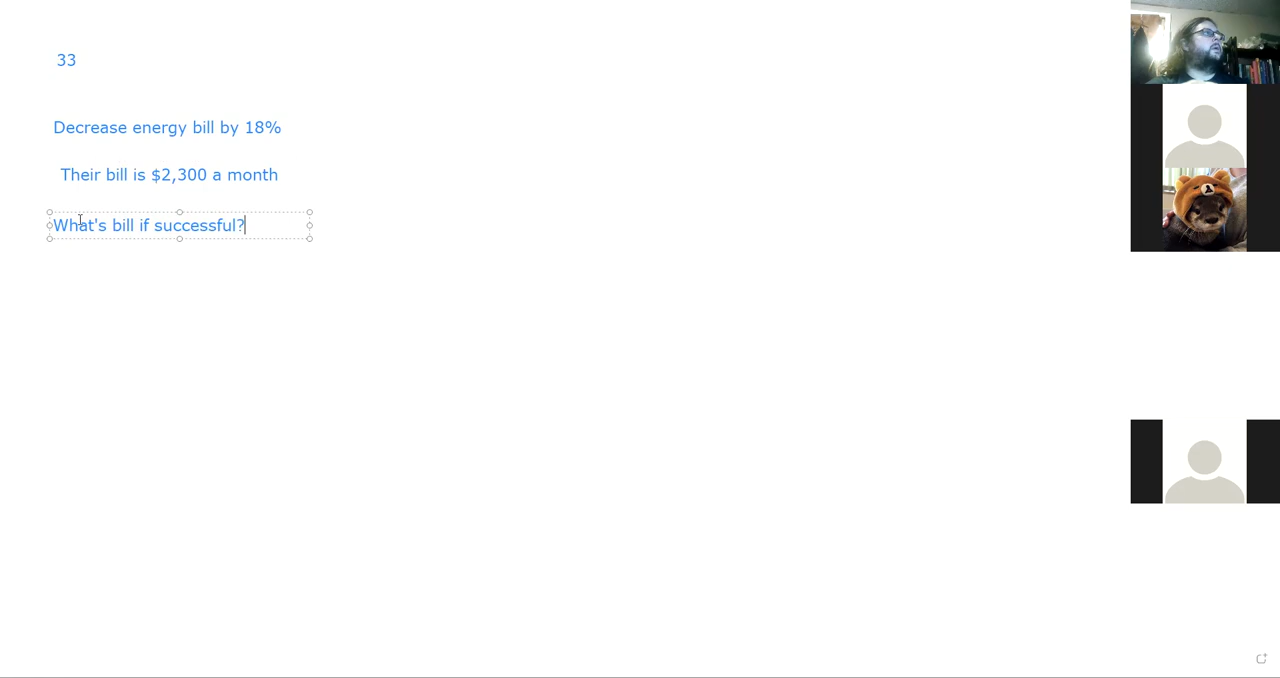 33
Decrease energy bill by 18%
Their bill is $2,300 a month
What's bill if successful?